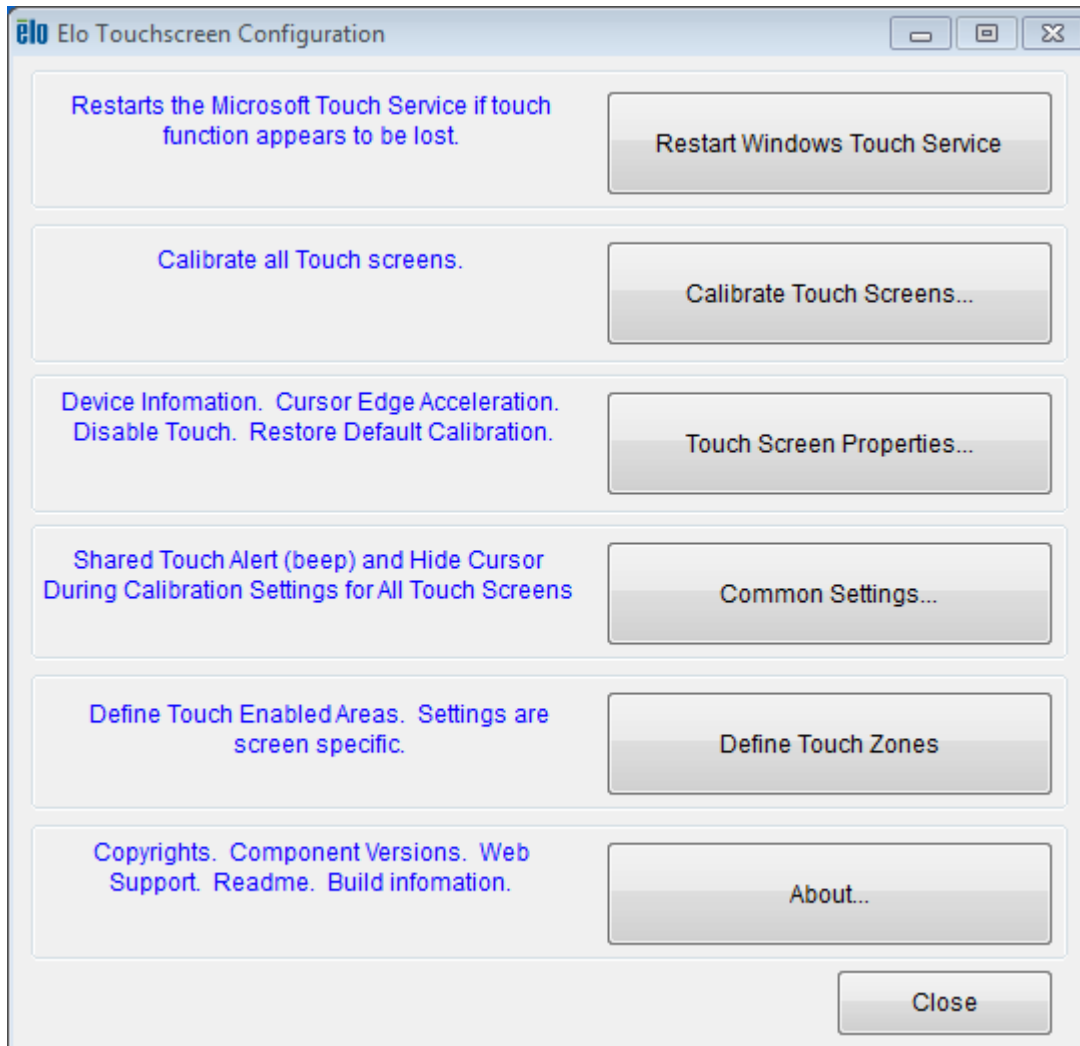 elo Elo Touchscreen Configuration
Restarts the Microsoft Touch Service if touch
function appears to be lost.
Restart Windows Touch Service
Calibrate all Touch screens.
Calibrate Touch Screens...
Device Infomation.  Cursor Edge Acceleration.
Disable Touch.  Restore Default Calibration.
Touch Screen Properties...
Shared Touch Alert (beep) and Hide Cursor
During Calibration Settings for All Touch Screens
Common Settings...
Define Touch Enabled Areas.  Settings are
screen specific.
Define Touch Zones
Copyrights.  Component Versions.  Web
Support.  Readme.  Build infomation.
About...
Close